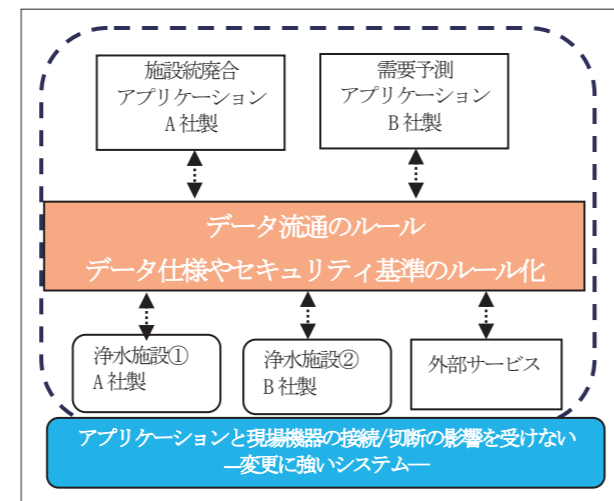 施設統廃合
アプリケーション
A 社製
需要予測
アプリケーション
B 社製
データ流通のルール
データ仕様やセキュリティ基準のルール化
浄水施設①
A 社製
浄水施設②
B 社製
外部サービス
アプリケーションと現場機器の接続/切断の影響を受けない
―変更に強いシステム―